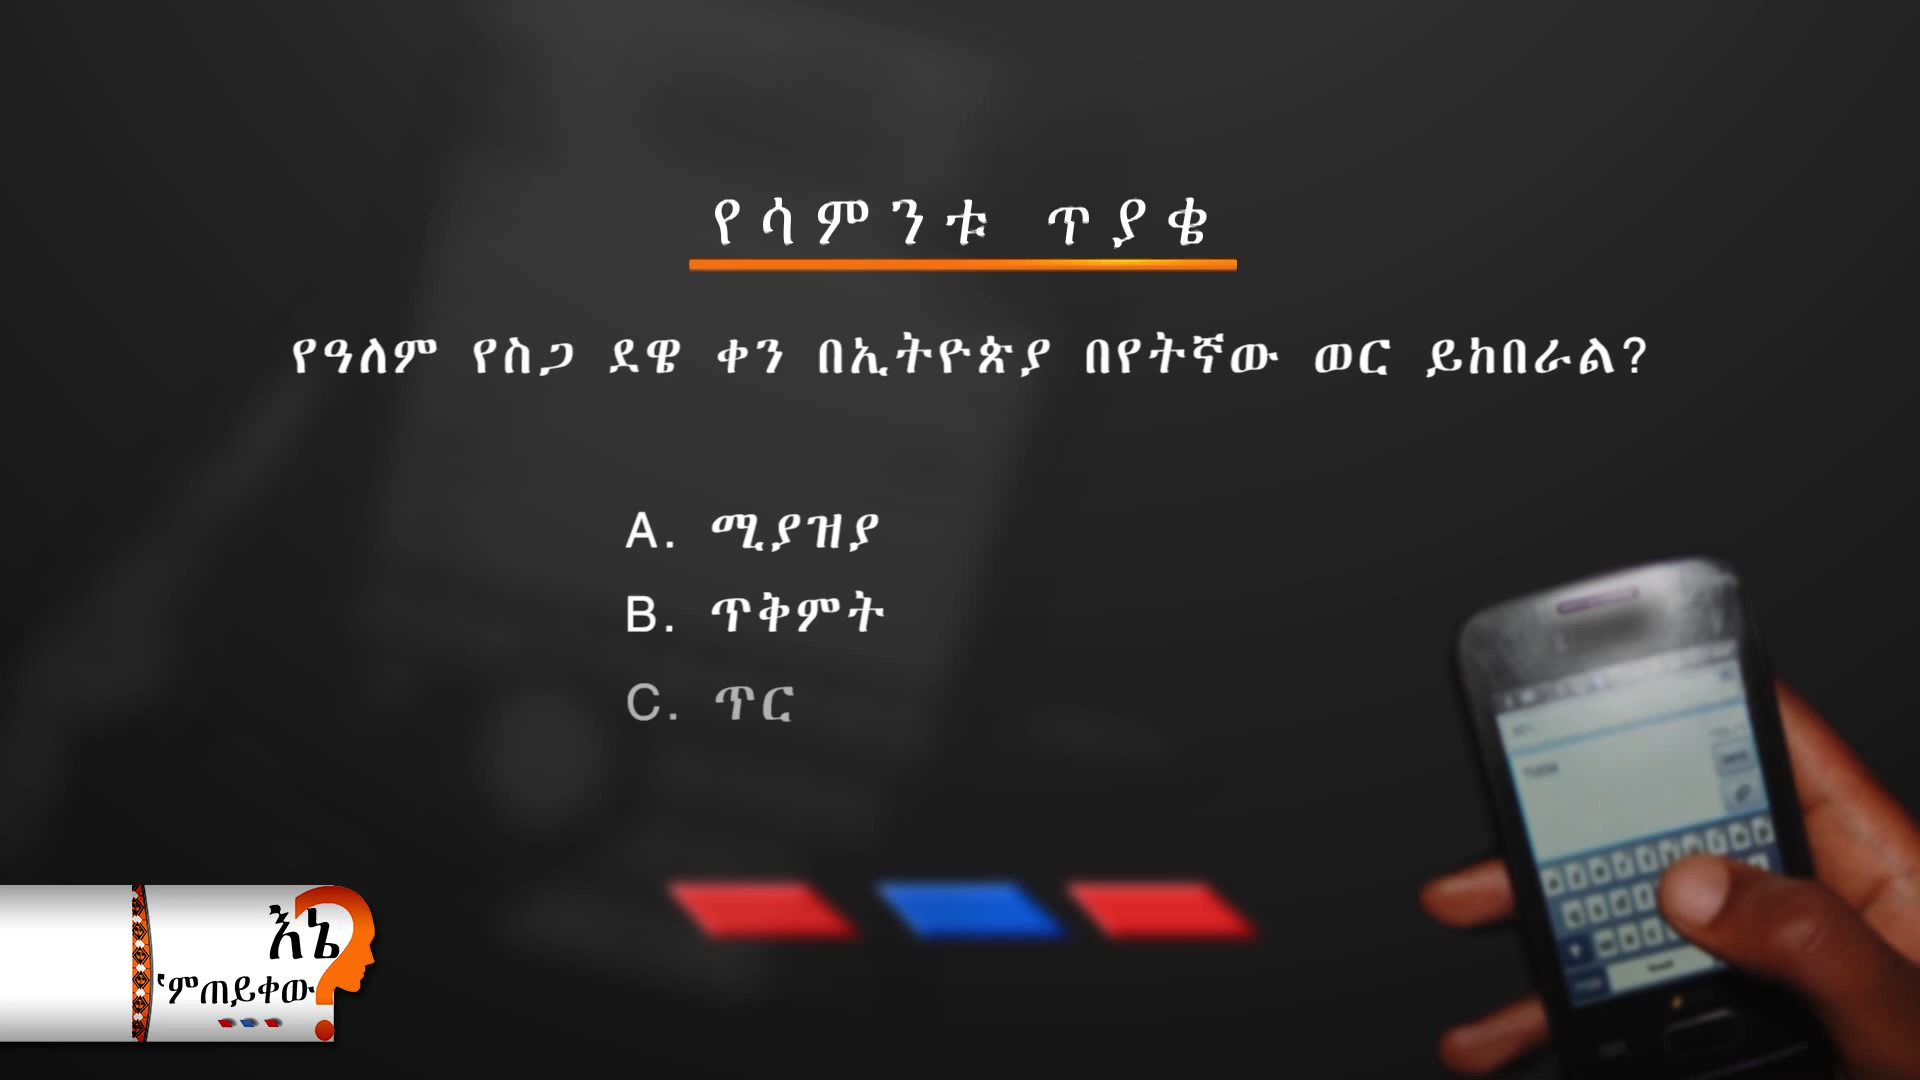 የሳምንቱ ጥያቄ
የዓለም የስጋ ደዌ ቀን በኢትዮጵያ በየትኛው ወር ይከበራል?
A. ሚያዝያ
B. ጥቅምት
C. ጥር
እኔ
'ምጠይቀው